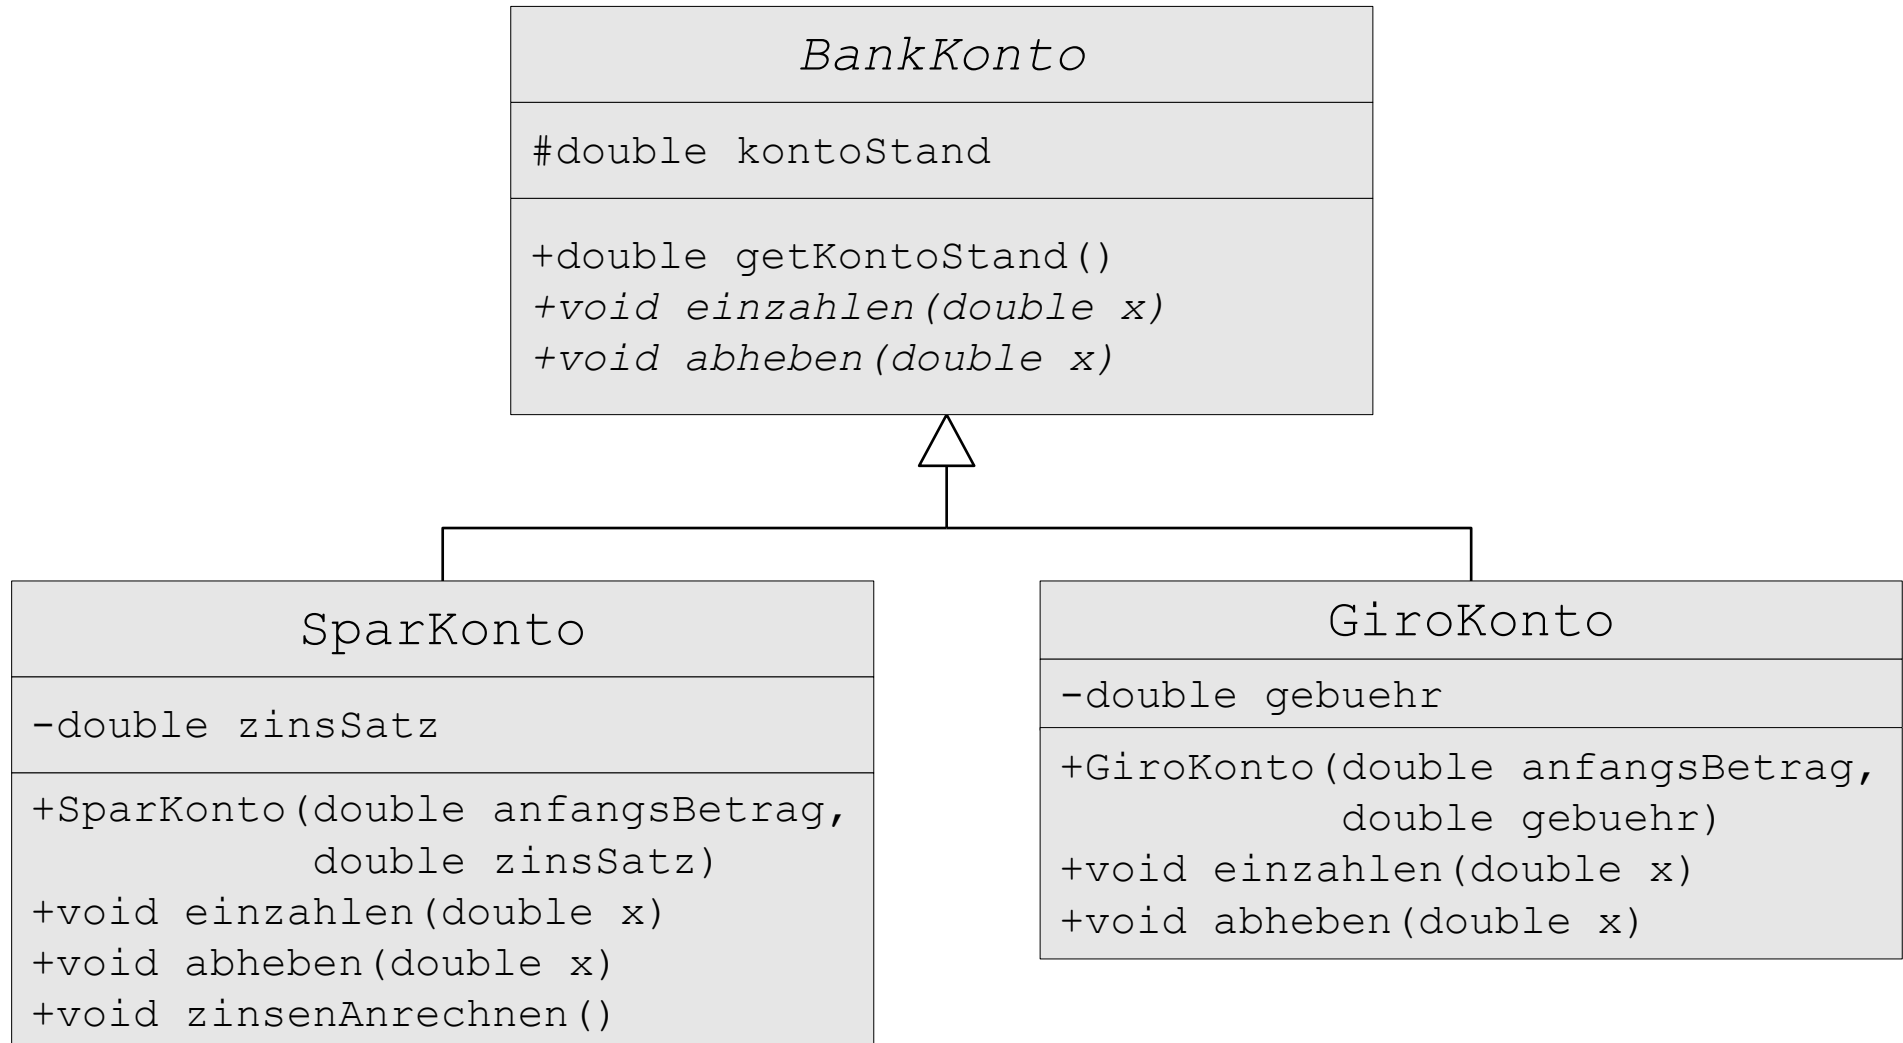 BankKonto
#double kontoStand
+double getKontoStand()
+void einzahlen(double x)
+void abheben(double x)
SparKonto
-double zinsSatz
+SparKonto(double anfangsBetrag,
double zinsSatz)
+void einzahlen(double x)
+void abheben(double x)
+void zinsenAnrechnen()
GiroKonto
-double gebuehr
+GiroKonto(double anfangsBetrag,
double gebuehr)
+void einzahlen(double x)
+void abheben(double x)